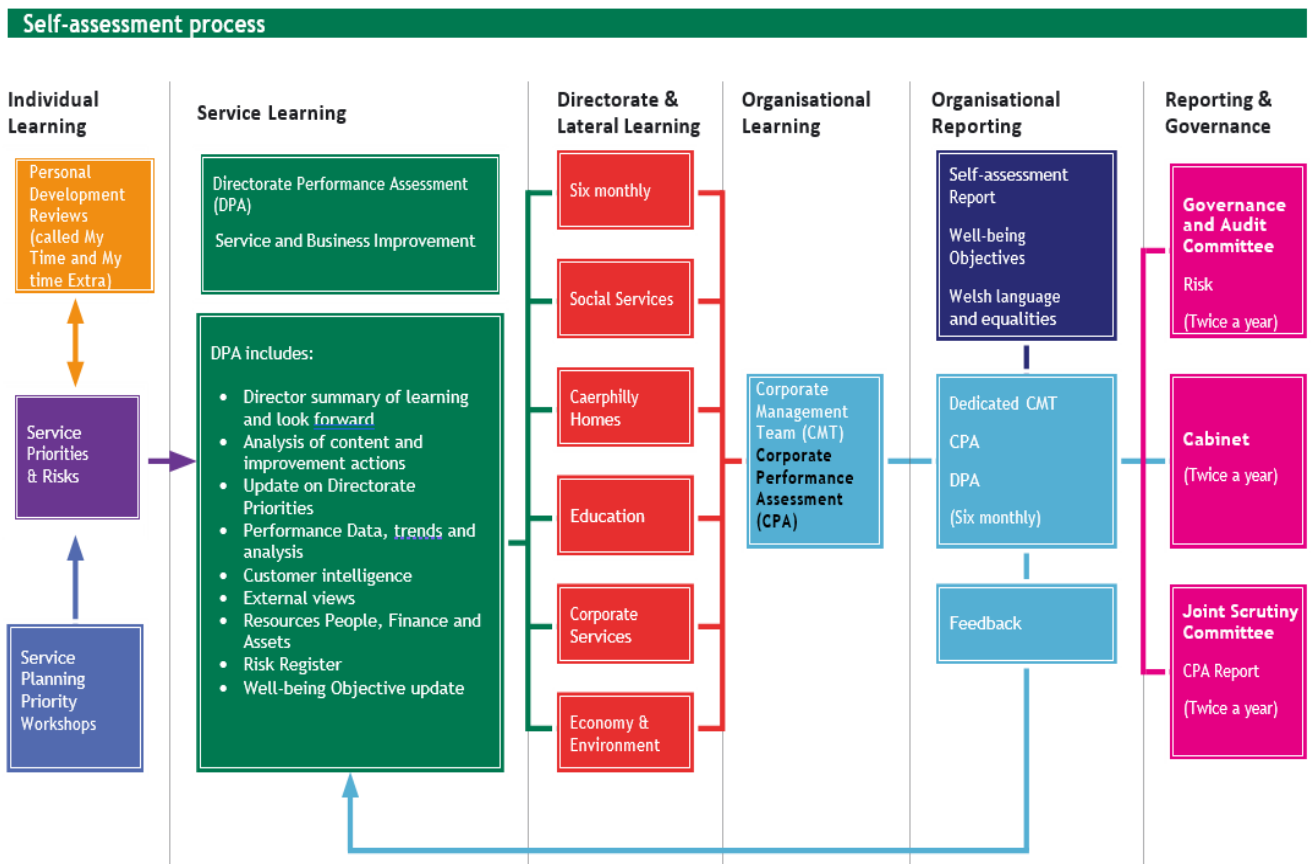 Self-assessment process
Individual
Learning
Personal
Development
Reviews
(called My
Time and My
time Extra)
Service
Priorities
& Risks
Service
Planning
Priority
Workshops
Service Learning
Directorate Performance Assessment
(DPA)
Service and Business Improvement
DPA includes:
• Director summary of learning
and look forward
• Analysis of content and
improvement actions
• Update on Directorate
Priorities
• Performance Data, trends and
analysis
• Customer intelligence
• External views
• Resources People, Finance and
Assets
• Risk Register
• Well-being Objective update
Directorate &
Lateral Learning
Six monthly
Social Services
Caerphilly
Homes
Education
Corporate
Services
Economy &
Environment
Organisational
Learning
Corporate
Management
Team (CMT)
Corporate
Performance
Assessment
(CPA)
Organisational
Reporting
Self-assessment
Report
Well-being
Objectives
Welsh language
and equalities
Dedicated CMT
CPA
DPA
(Six monthly)
Feedback
Reporting &
Governance
Governance
and Audit
Committee
Risk
(Twice a year)
Cabinet
(Twice a year)
Joint Scrutiny
Committee
CPA Report
(Twice a year)